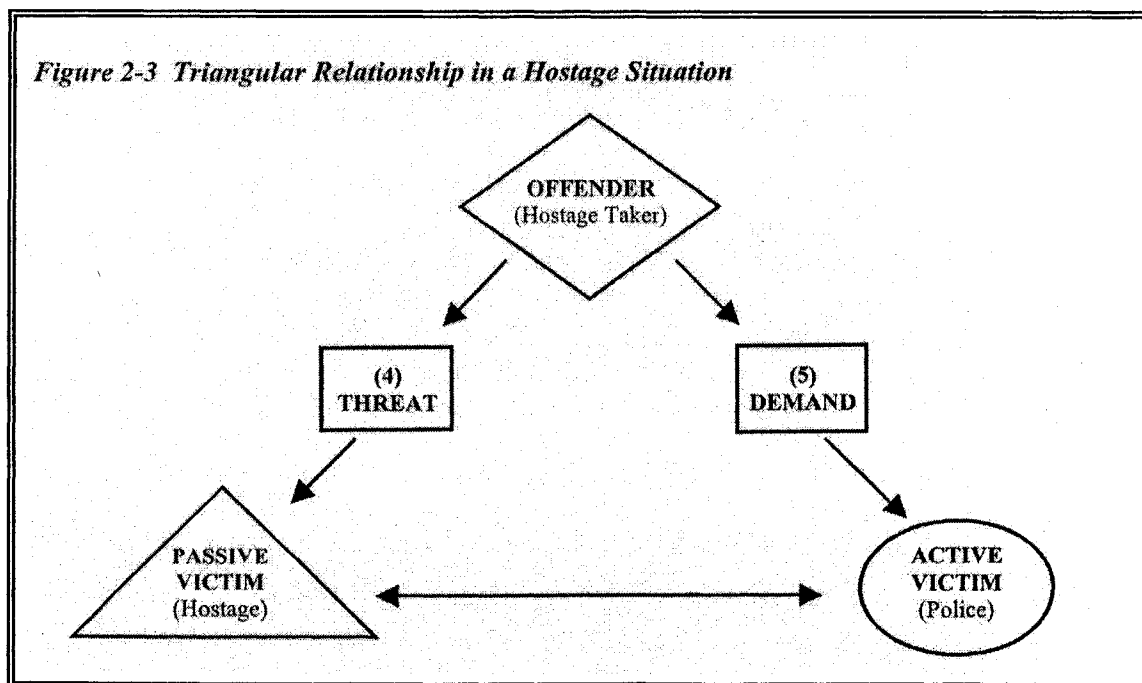 Figure 2-3 Triangular Relationship in a Hostage Situation
OFFENDER
(Hostage Taker)
(4)
THREAT
(5)
DEMAND
PASSIVE
VICTIM
(Hostage)
ACTIVE
VICTIM
(Police)